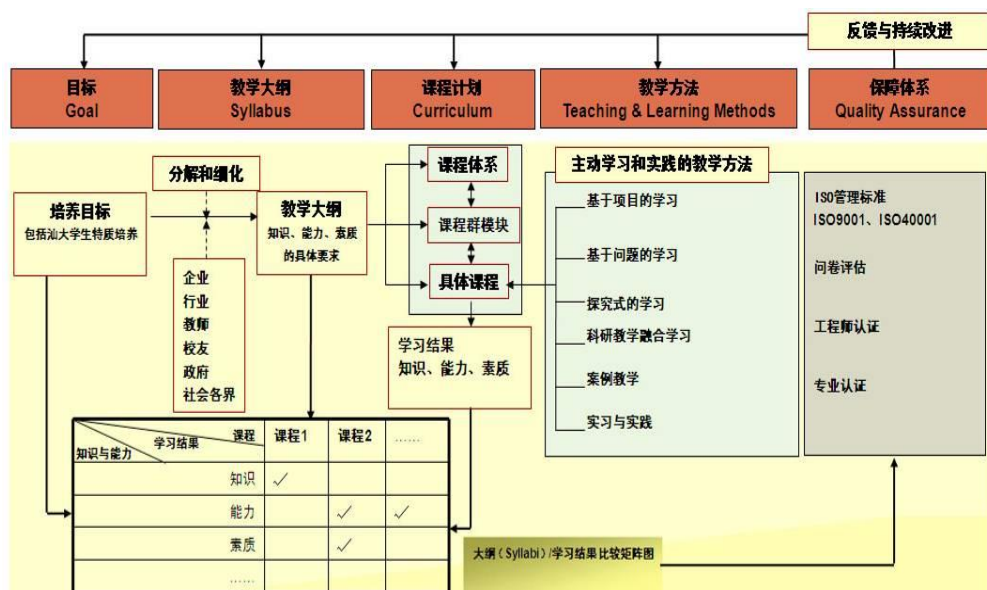 反馈与持续改进
目标
Goal
教学大纲
Syllabus
课程计划
Curriculum
教学方法
Teaching & Learning Methods
保障体系
Quality Assurance
分解和细化
培养目标
包括汕大学生特质培养
企业
行业
教师
校友
政府
社会各界
教学大纲
知识、能力、素质
的具体要求
课程体系
课程群模块
具体课程
学习结果
知识、能力、素质
主动学习和实践的教学方法
基于项目的学习
基于问题的学习
探究式的学习
科研教学融合学习
案例教学
实习与实践
ISO管理标准
ISO9001、ISO40001
问卷评估
工程师认证
专业认证
知识与能力
学习结果
课程
课程1
课程2
……
知识 ✓
能力 ✓ ✓
素质 ✓
……
大纲（Syllabi）/学习结果比较矩阵图